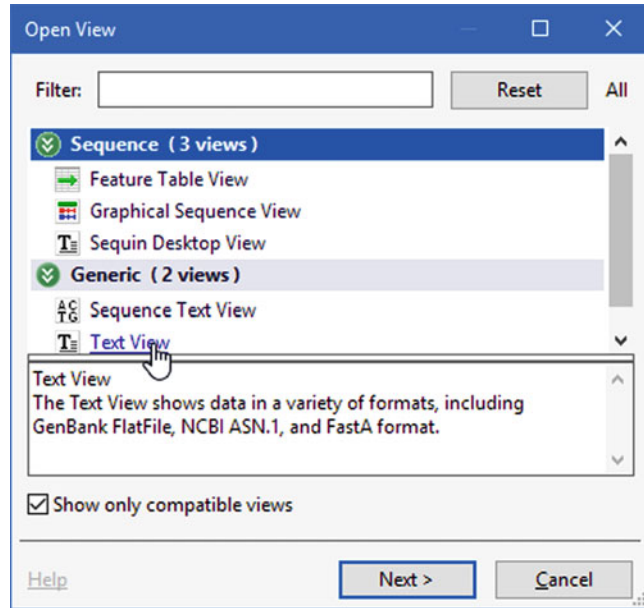 Open View
Filter:
Reset
All
Sequence (3 views)
Feature Table View
Graphical Sequence View
Sequin Desktop View
Generic (2 views)
Sequence Text View
Text View
Text View
The Text View shows data in a variety of formats, including
GenBank FlatFile, NCBI ASN.1, and FastA format.
Show only compatible views
Help
Next >
Cancel